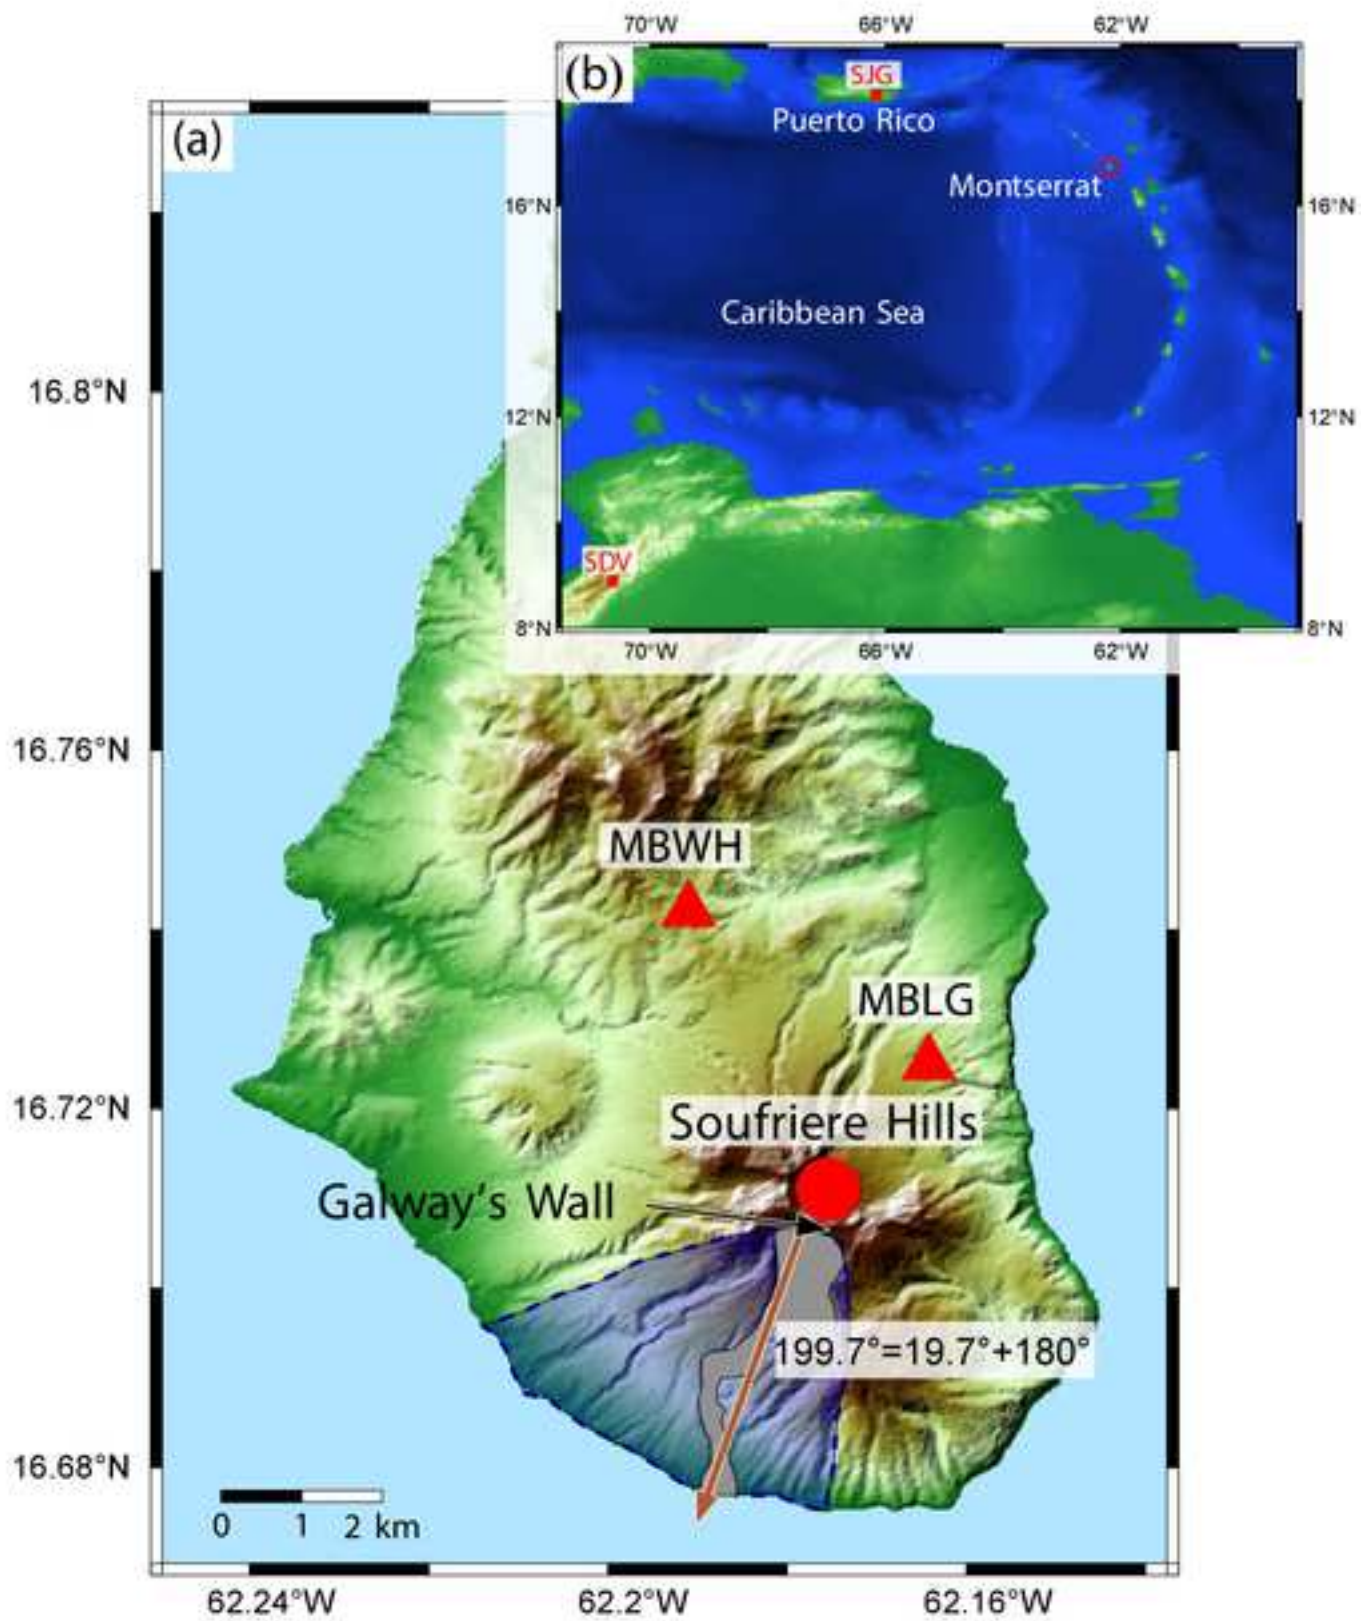 70°W 66°W 62°W
(b)
SJG
Puerto Rico
(a)
Montserrat
16°N 16°N
Caribbean Sea
16.8°N
12°N 12°N
SDV
8°N 8°N
70°W 66°W 62°W
16.76°N
MBWH
MBLG
16.72°N
Soufriere Hills
Galway's Wall
199.7°=19.7°+180°
16.68°N
0 1 2 km
62.24°W 62.2°W 62.16°W